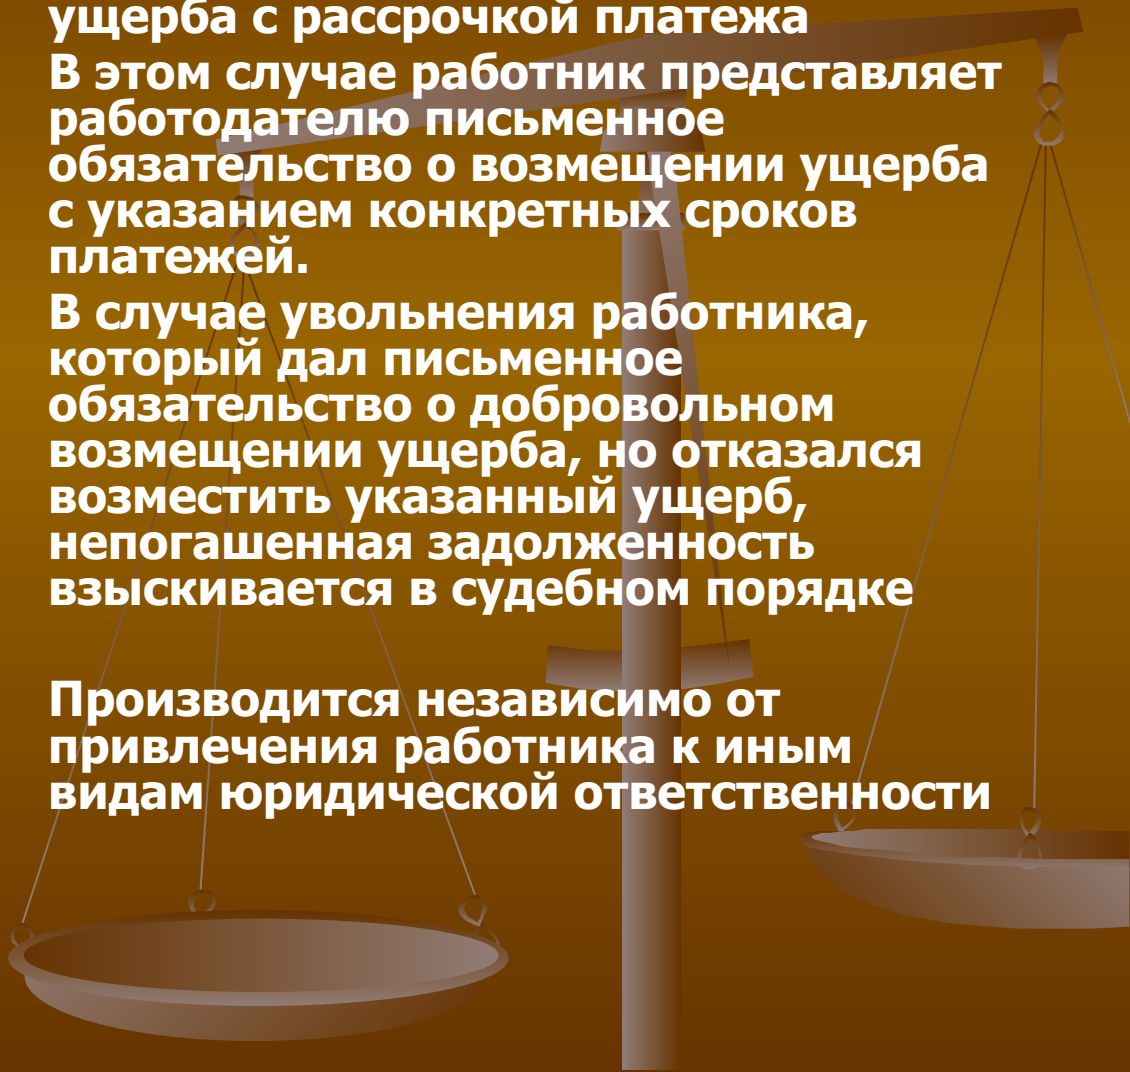 ущерба с рассрочкой платежа
В этом случае работник представляет
работодателю письменное
обязательство о возмещении ущерба
с указанием конкретных сроков
платежей.
В случае увольнения работника,
который дал письменное
обязательство о добровольном
возмещении ущерба, но отказался
возместить указанный ущерб,
непогашенная задолженность
взыскивается в судебном порядке
Производится независимо от
привлечения работника к иным
видам юридической ответственности